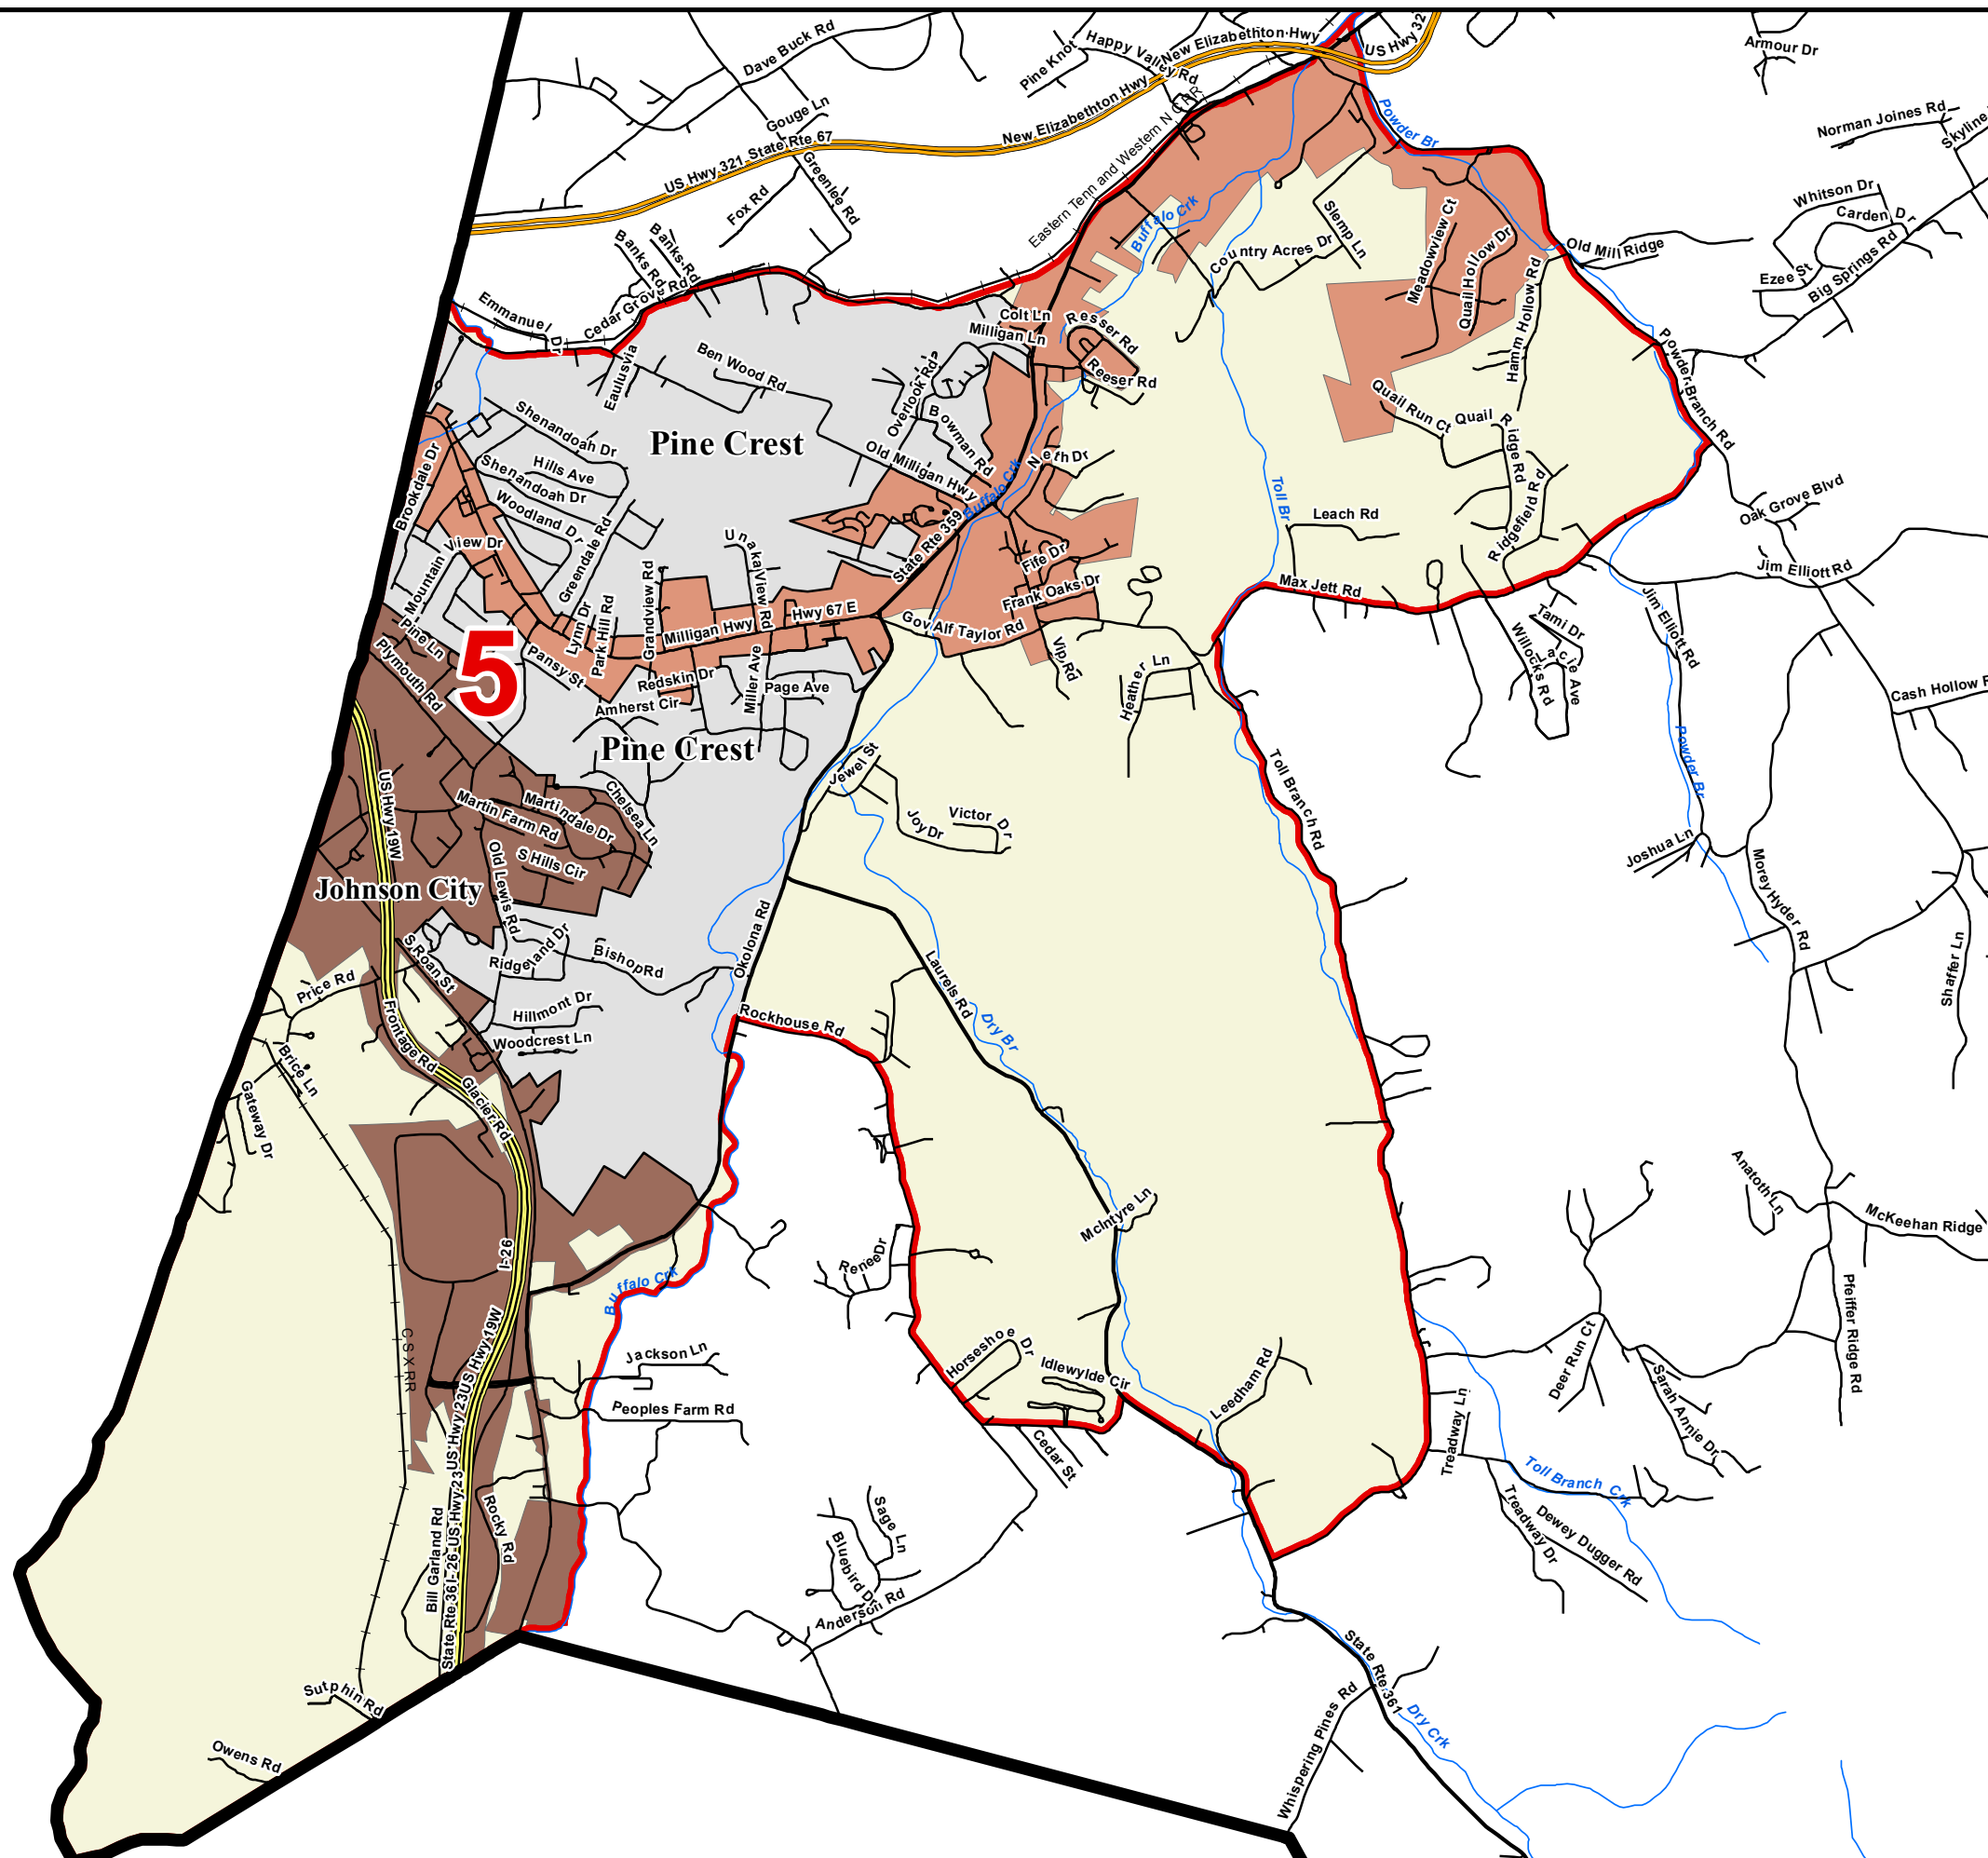 Dave Buck Rd
Pine Knot
Happy Valley Rd
New Elizabethton Hwy
US Hwy 32
Armour Dr
Gouge Ln
New Elizabethton Hwy
US Hwy 321 State Rte 67
Greenlee Rd
Fox Rd
Eastern Tenn and Western N C RR
Powder Br
Norman Joines Rd
Skyline
Whitson Dr
Carden Dr
Big Springs Rd
Ezee St
Old Mill Ridge
Banks Rd
Banks Rd
Buffalo Crk
Slemp Ln
Country Acres Dr
Meadowview Ct
Quail Hollow Dr
Hamm Hollow Rd
Emmanuel Dr
Cedar Grove Rd
Colt Ln
Milligan Ln
Resser Rd
Reeser Rd
Powder Branch Rd
Eaulusvia
Ben Wood Rd
Overlook Rd
Bowman Rd
Quail Run Ct
Quail Ridge Rd
Shenandoah Dr
Pine Crest
Old Milligan Hwy
Neth Dr
Brookdale Dr
Hills Ave
Shenandoah Dr
Woodland Dr
Buffalo Crk
Toll Br
Leach Rd
Ridgefield Rd
Oak Grove Blvd
View Dr
Mountain
Greendale Rd
Unaka View Rd
State Rte 359
Fife Dr
Frank Oaks Dr
Max Jett Rd
Jim Elliott Rd
Jim Elliott Rd
Pine Ln
Lynn Dr
Park Hill Rd
Grandview Rd
Milligan Hwy
Hwy 67 E
Gov Alf Taylor Rd
Tami Dr
Lacie Ave
Willocks Rd
Plymouth Rd
5
Pansy St
Redskin Dr
Miller Ave
Page Ave
Vip Rd
Heather Ln
Cash Hollow R
Amherst Cir
Pine Crest
Jewel St
Powder Br
US Hwy 19W
Martin Farm Rd
Martindale Dr
Chelsea Ln
Joy Dr
Victor Dr
Toll Branch Rd
S Hills Cir
Old Lewis Rd
Johnson City
Joshua Ln
Morey Hyder Rd
S Roan St
Ridgeland Dr
Bishop Rd
Okolona Rd
Laurels Rd
Shaffer Ln
Price Rd
Hillmont Dr
Woodcrest Ln
Rockhouse Rd
Dry Br
Frontage Rd
Brice Ln
Gateway Dr
Glacier Rd
Anatoth Ln
McKeehan Ridge
McIntyre Ln
Renee Dr
I-26
Buffalo Crk
Pfeiffer Ridge Rd
C S X RR
US Hwy 19W
US Hwy 23
Jackson Ln
Horseshoe Dr
Idlewylde Cir
Leedham Rd
Deer Run Ct
Sarah Annie Dr
Peoples Farm Rd
Cedar St
Treadway Ln
Toll Branch Crk
Treadway Dr
Dewey Dugger Rd
US Hwy 23
US Hwy 23
I-26
State Rte 36
Bill Garland Rd
Rocky Rd
Sage Ln
Bluebird Dr
Anderson Rd
State Rte 361
Dry Crk
Whispering Pines Rd
Sutphin Rd
Owens Rd